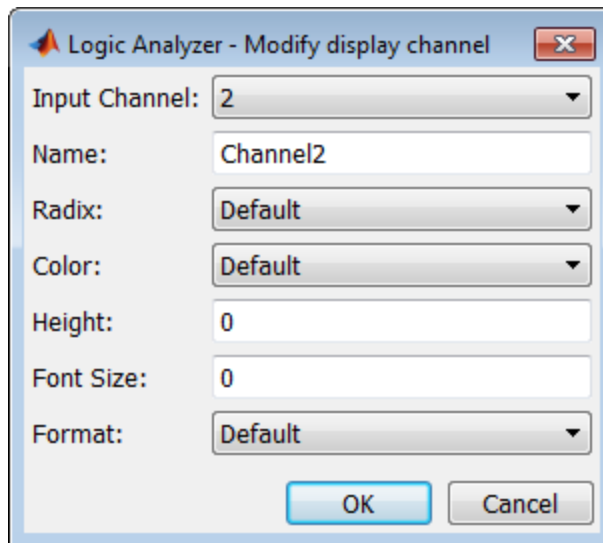 Logic Analyzer - Modify display channel
Input Channel: 2
Name: Channel2
Radix: Default
Color: Default
Height: 0
Font Size: 0
Format: Default
OK Cancel